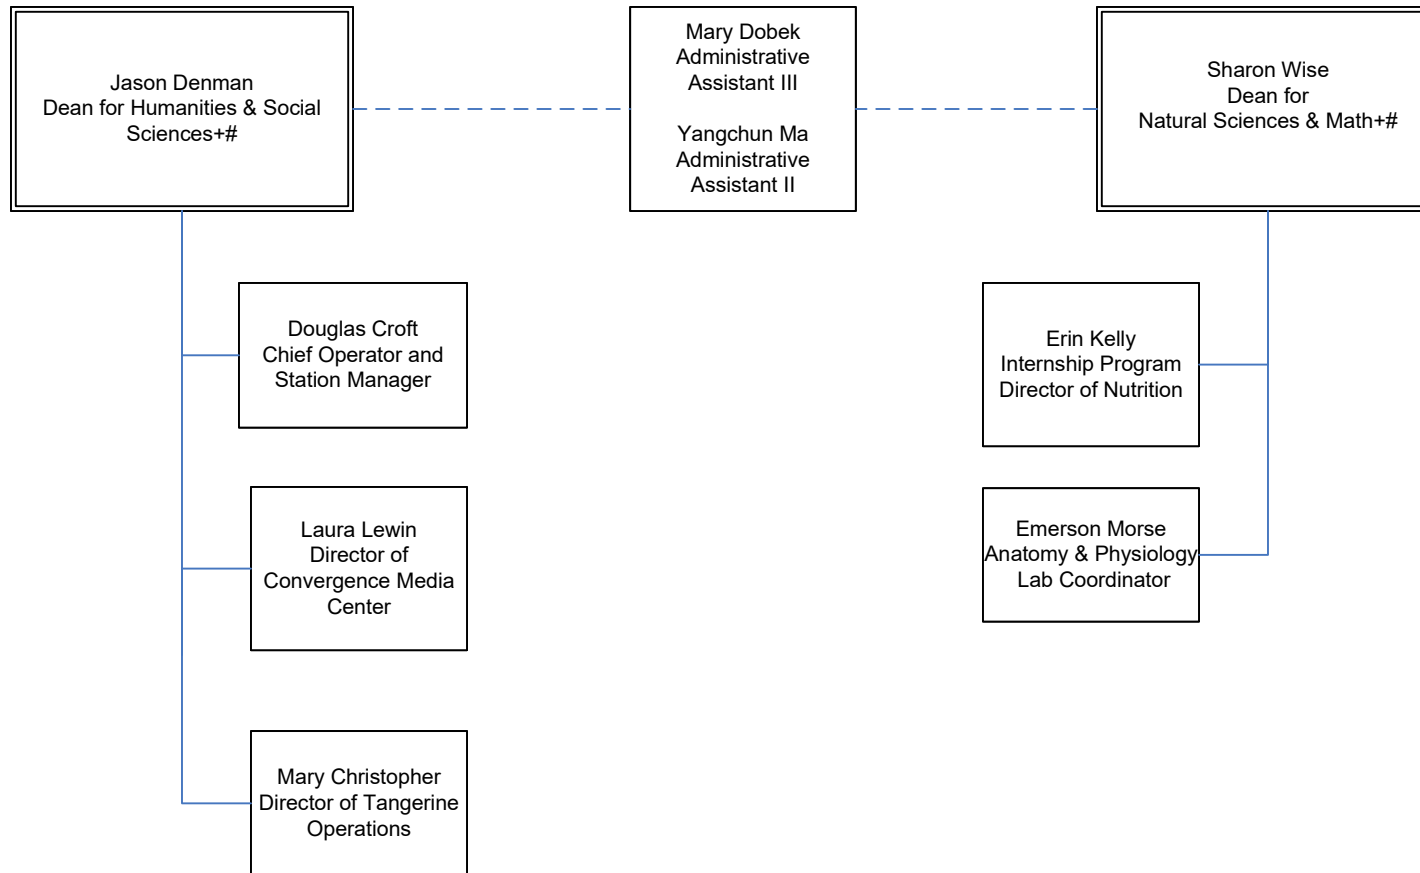 Jason Denman
Dean for Humanities & Social
Sciences+#
Mary Dobek
Administrative
Assistant III
Yangchun Ma
Administrative
Assistant II
Sharon Wise
Dean for
Natural Sciences & Math+#
Douglas Croft
Chief Operator and
Station Manager
Erin Kelly
Internship Program
Director of Nutrition
Laura Lewin
Director of
Convergence Media
Center
Emerson Morse
Anatomy & Physiology
Lab Coordinator
Mary Christopher
Director of Tangerine
Operations